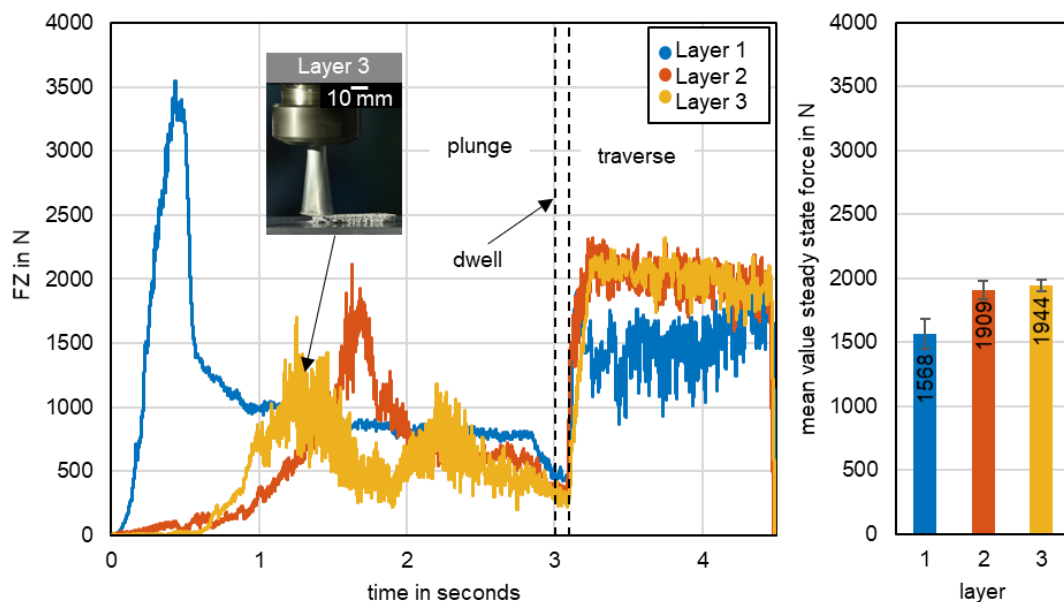 4000
3500
3000
2500
2000
1500
1000
500
0
FZ in N
0
1
2
3
4
time in seconds
Layer 3
10 mm
plunge
dwell
traverse
Layer 1
Layer 2
Layer 3
4000
3500
3000
2500
2000
1500
1000
500
0
mean value steady state force in N
1568
1909
1944
1
2
3
layer